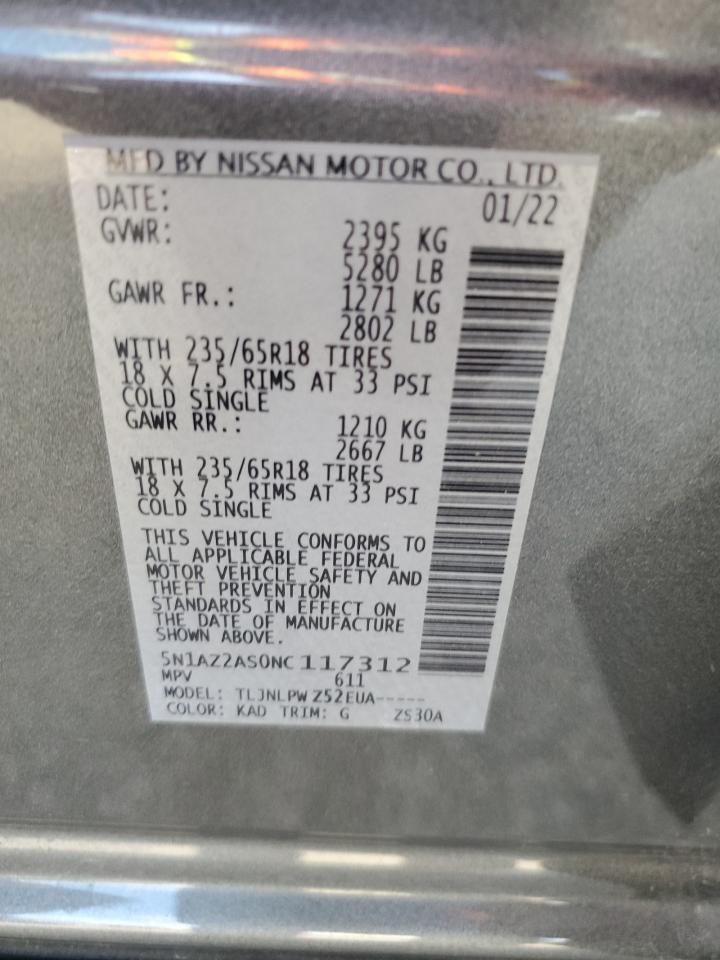 MFD BY NISSAN MOTOR CO., LTD.
DATE: 01/22
GVWR: 2395 KG
5280 LB
GAWR FR.: 1271 KG
2802 LB
WITH 235/65R18 TIRES
18 X 7.5 RIMS AT 33 PSI
COLD SINGLE
GAWR RR.: 1210 KG
2667 LB
WITH 235/65R18 TIRES
18 X 7.5 RIMS AT 33 PSI
COLD SINGLE
THIS VEHICLE CONFORMS TO
ALL APPLICABLE FEDERAL
MOTOR VEHICLE SAFETY AND
THEFT PREVENTION
STANDARDS IN EFFECT ON
THE DATE OF MANUFACTURE
SHOWN ABOVE.
5N1AZ2AS0NC117312
MPV 611
MODEL: TLJNLPW Z52EUA-----
COLOR: KAD TRIM: G ZS30A